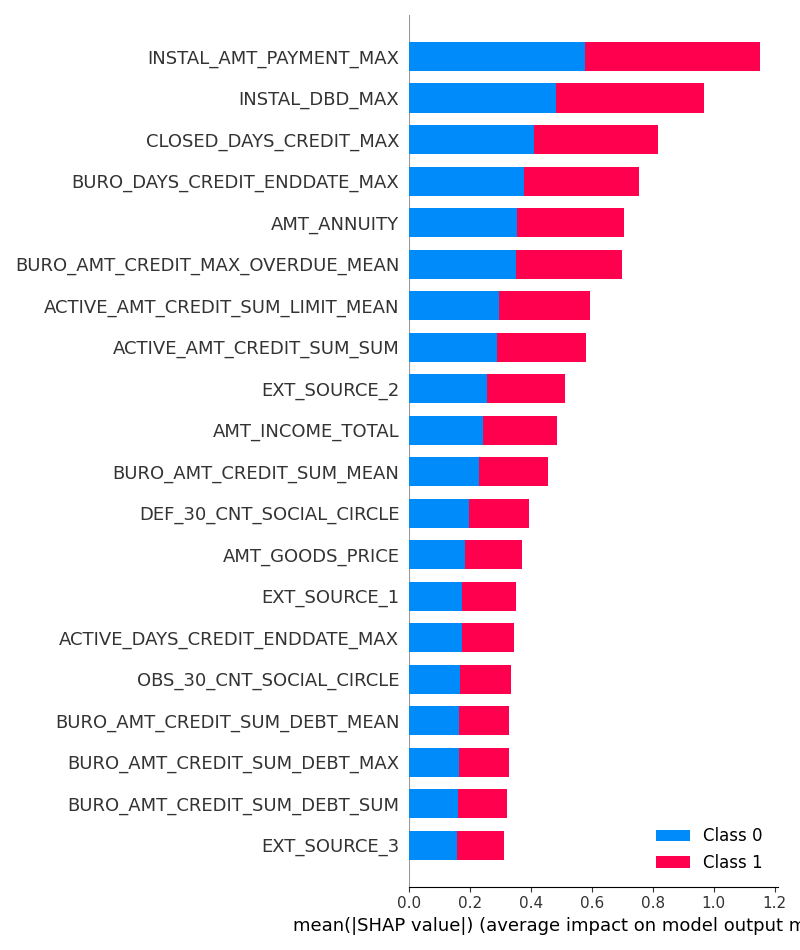 INSTAL_AMT_PAYMENT_MAX
INSTAL_DBD_MAX
CLOSED_DAYS_CREDIT_MAX
BURO_DAYS_CREDIT_ENDDATE_MAX
AMT_ANNUITY
BURO_AMT_CREDIT_MAX_OVERDUE_MEAN
ACTIVE_AMT_CREDIT_SUM_LIMIT_MEAN
ACTIVE_AMT_CREDIT_SUM_SUM
EXT_SOURCE_2
AMT_INCOME_TOTAL
BURO_AMT_CREDIT_SUM_MEAN
DEF_30_CNT_SOCIAL_CIRCLE
AMT_GOODS_PRICE
EXT_SOURCE_1
ACTIVE_DAYS_CREDIT_ENDDATE_MAX
OBS_30_CNT_SOCIAL_CIRCLE
BURO_AMT_CREDIT_SUM_DEBT_MEAN
BURO_AMT_CREDIT_SUM_DEBT_MAX
BURO_AMT_CREDIT_SUM_DEBT_SUM
EXT_SOURCE_3
Class 0
Class 1
0.0 0.2 0.4 0.6 0.8 1.0 1.2
mean(|SHAP value|) (average impact on model output m